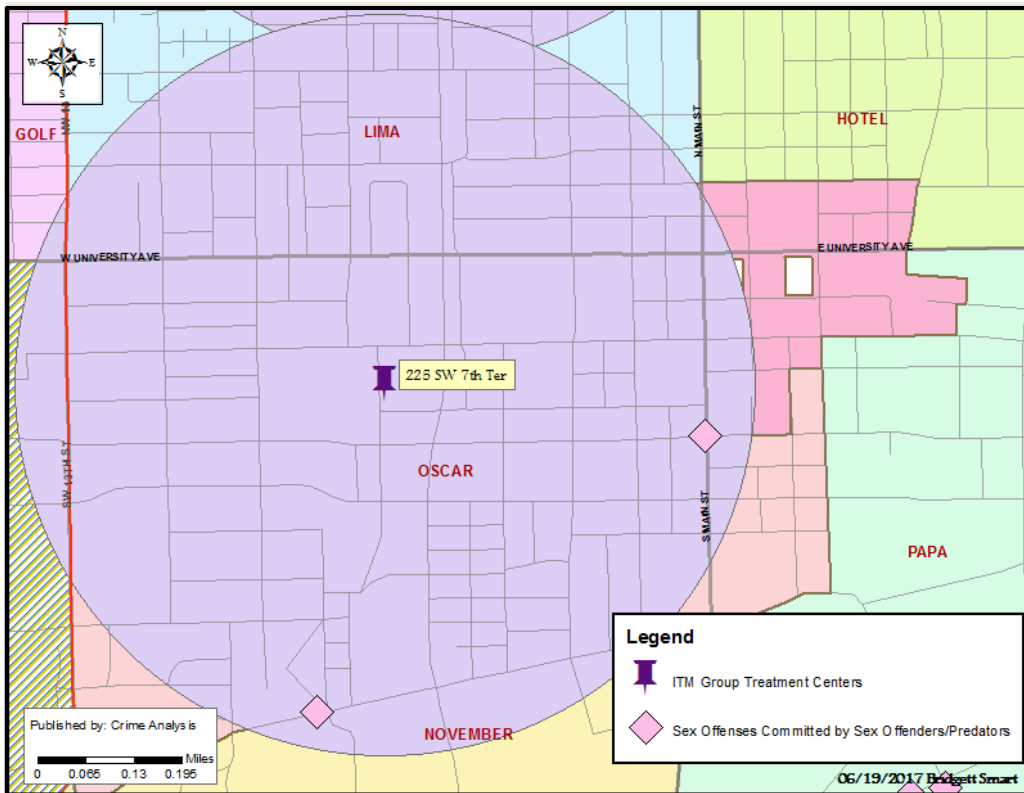 N
W
E
S
GOLF
LIMA
HOTEL
N MAIN ST
W UNIVERSITY AVE
E UNIVERSITY AVE
225 SW 7th Ter
OSCAR
SW 13TH ST
S MAIN ST
PAPA
NOVEMBER
Legend
ITM Group Treatment Centers
Sex Offenses Committed by Sex Offenders/Predators
Published by: Crime Analysis
Miles
0 0.065 0.13 0.195
06/19/2017 Bridgett Smart